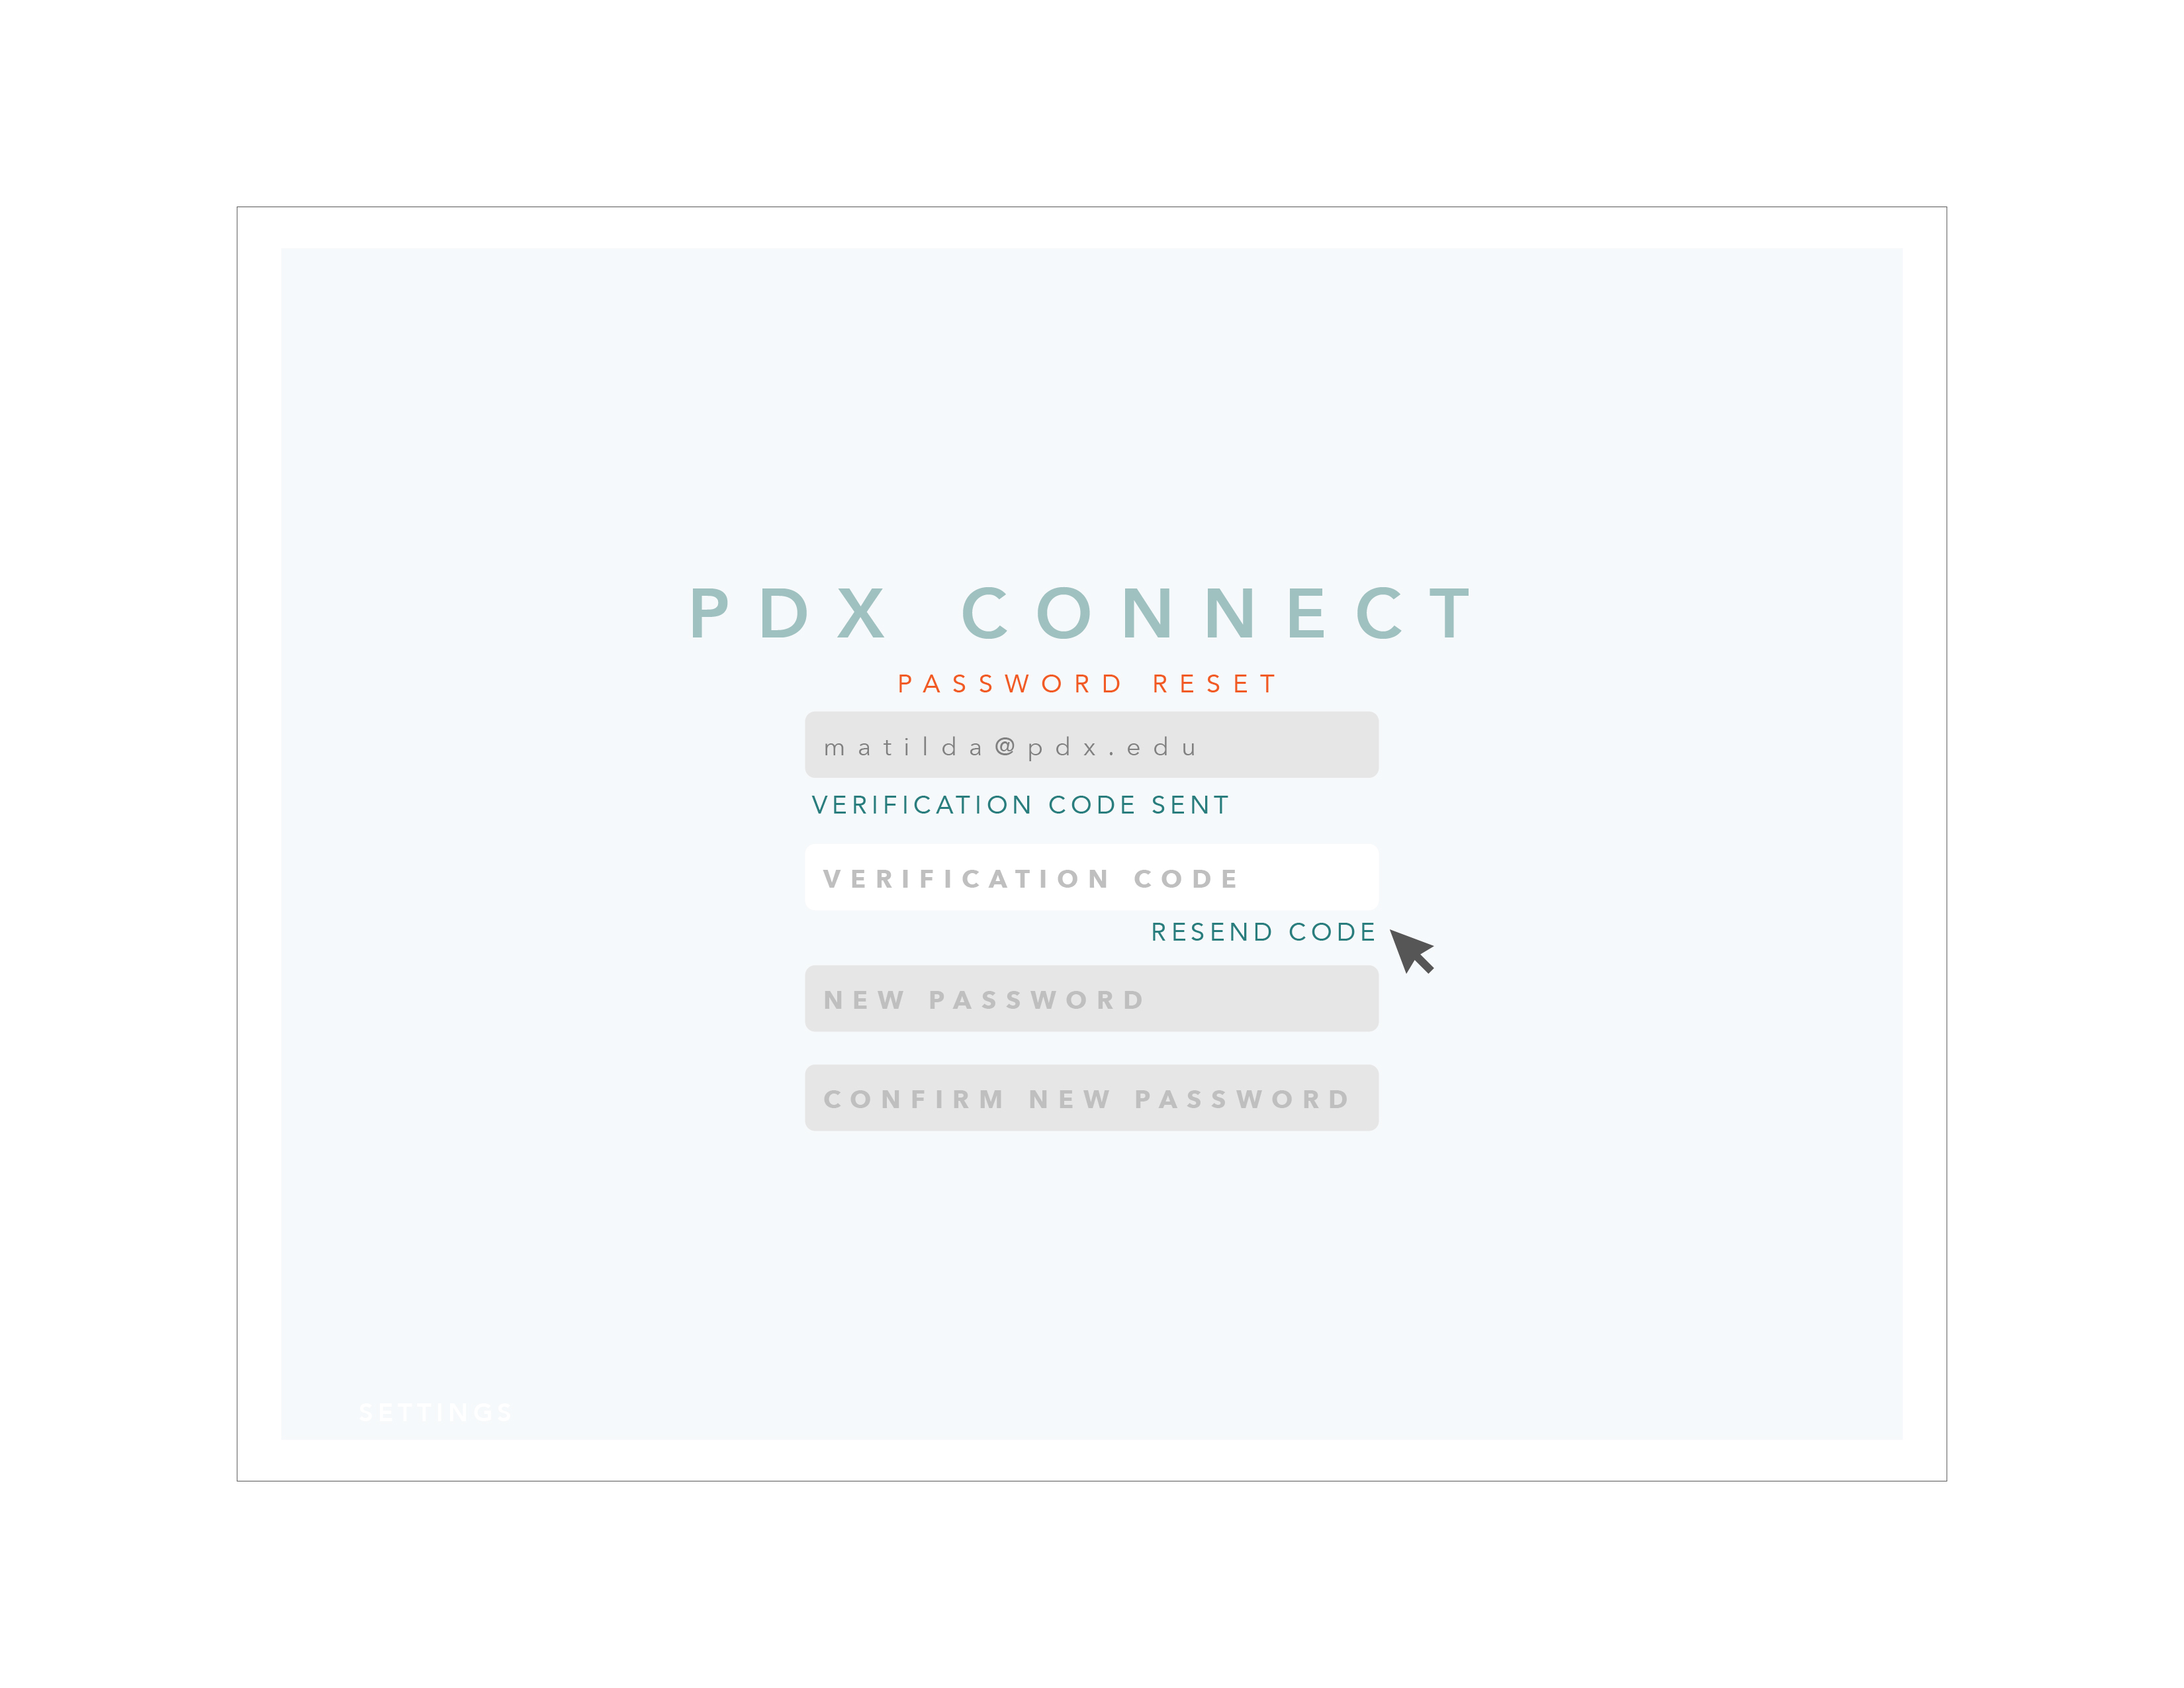 PDX CONNECT
PASSWORD RESET
matilda@pdx.edu
VERIFICATION CODE SENT
VERIFICATION CODE
RESEND CODE
NEW PASSWORD
CONFIRM NEW PASSWORD
SETTINGS